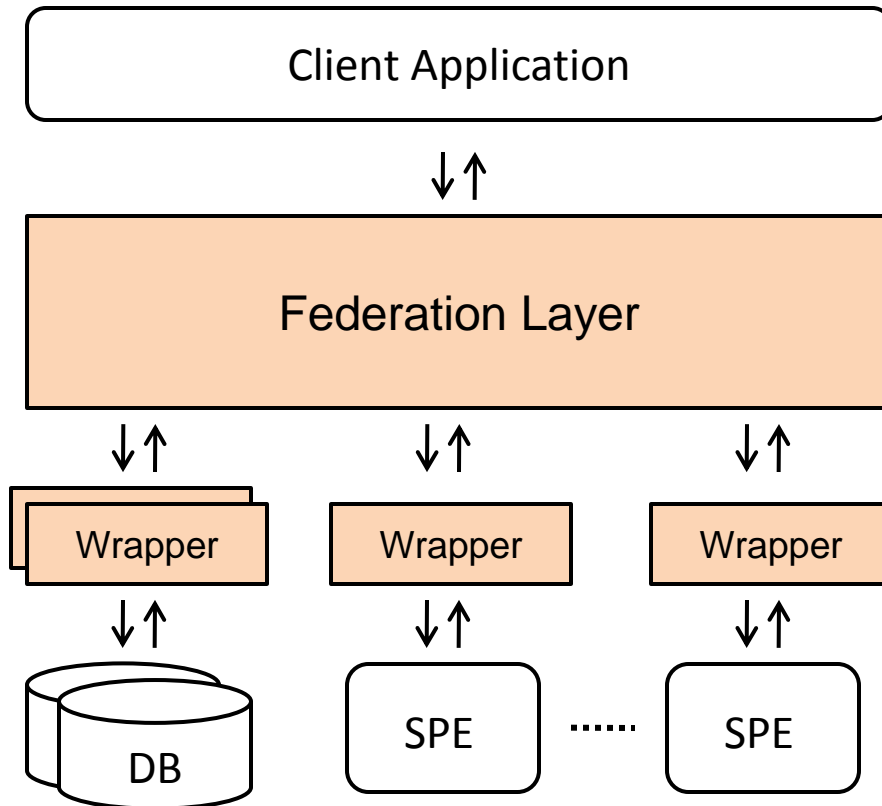 Client Application
Federation Layer
Wrapper
Wrapper
Wrapper
DB
SPE
SPE